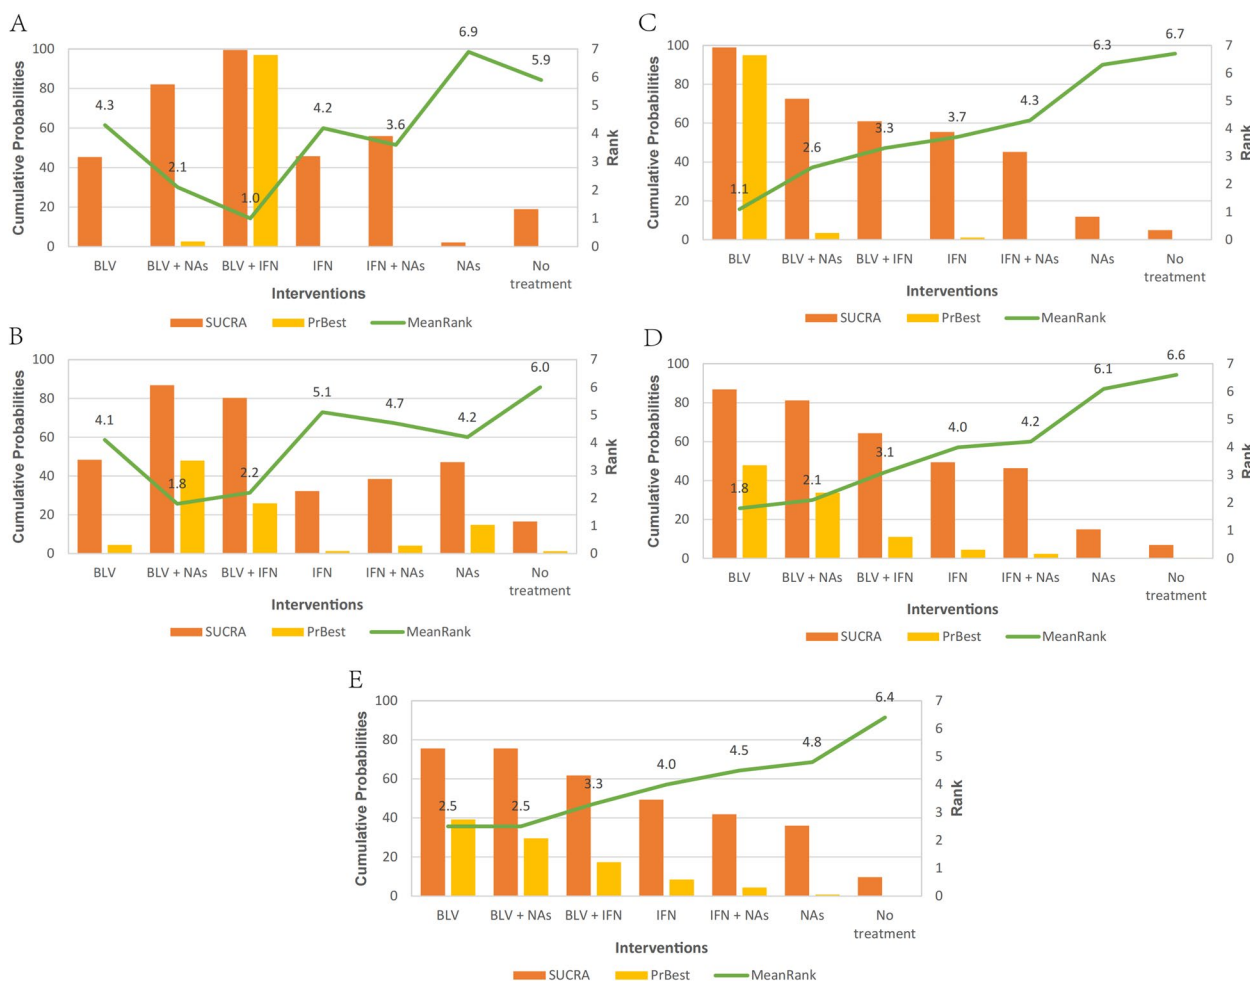 A
Cumulative Probabilities
100
80
60
40
20
0
4.3
2.1
1.0
4.2
3.6
6.9
5.9
7
6
5
4
3
2
1
0
Rank
BLV
BLV + NAs
BLV + IFN
IFN
IFN + NAs
NAs
No
treatment
Interventions
SUCRA
PrBest
MeanRank
C
Cumulative Probabilities
100
80
60
40
20
0
1.1
2.6
3.3
3.7
4.3
6.3
6.7
7
6
5
4
3
2
1
0
Rank
BLV
BLV + NAs
BLV + IFN
IFN
IFN + NAs
NAs
No
treatment
Interventions
SUCRA
PrBest
MeanRank
B
Cumulative Probabilities
100
80
60
40
20
0
4.1
1.8
2.2
5.1
4.7
4.2
6.0
7
6
5
4
3
2
1
0
Rank
BLV
BLV + NAs
BLV + IFN
IFN
IFN + NAs
NAs
No
treatment
Interventions
SUCRA
PrBest
MeanRank
D
Cumulative Probabilities
100
80
60
40
20
0
1.8
2.1
3.1
4.0
4.2
6.1
6.6
7
6
5
4
3
2
1
0
Rank
BLV
BLV + NAs
BLV + IFN
IFN
IFN + NAs
NAs
No
treatment
Interventions
SUCRA
PrBest
MeanRank
E
Cumulative Probabilities
100
80
60
40
20
0
2.5
2.5
3.3
4.0
4.5
4.8
6.4
7
6
5
4
3
2
1
0
Rank
BLV
BLV + NAs
BLV + IFN
IFN
IFN + NAs
NAs
No
treatment
Interventions
SUCRA
PrBest
MeanRank